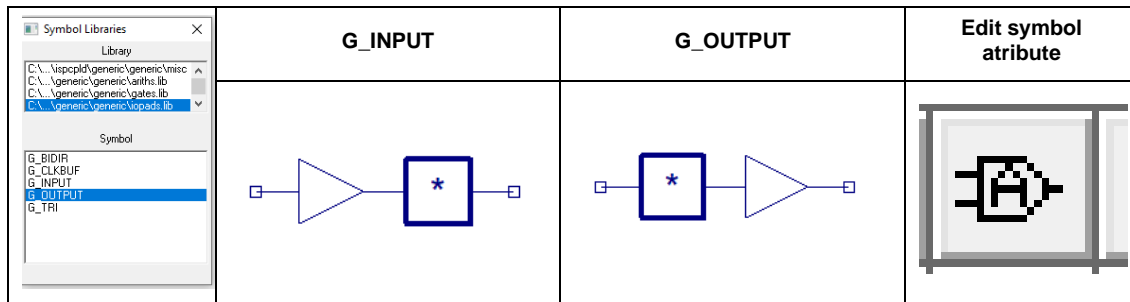 Symbol Libraries
Library
C:\...\ispcpld\generic\generic\misc
C:\...\generic\generic\ariths.lib
C:\...\generic\generic\gates.lib
C:\...\generic\generic\iopads.lib
Symbol
G_BIDIR
G_CLKBUF
G_INPUT
G_OUTPUT
G_TRI
G_INPUT
G_OUTPUT
Edit symbol
atribute
*
*
A